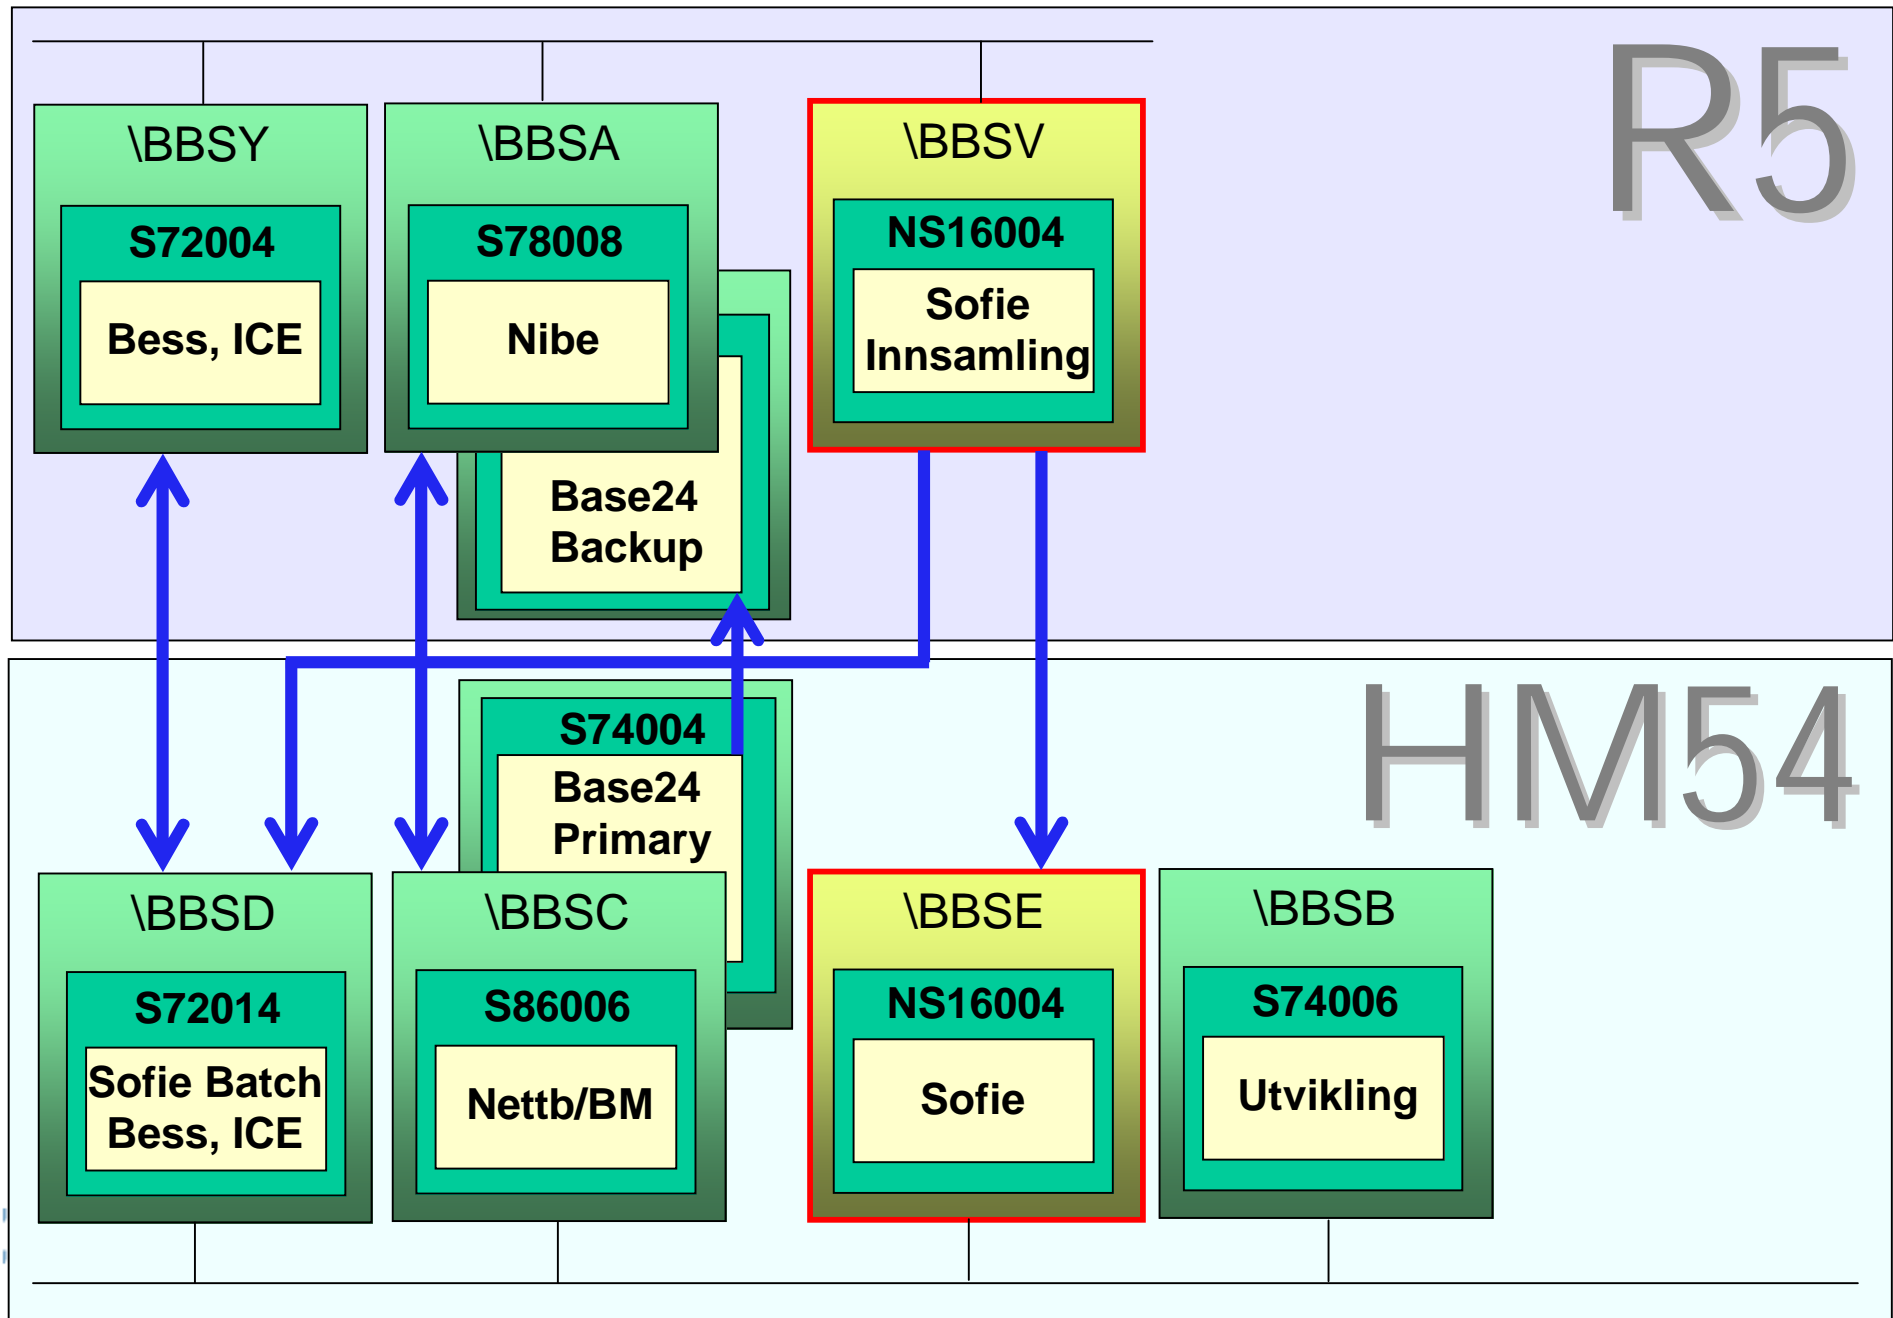 R5
\BBSY
S72004
Bess, ICE
\BBSA
S78008
Nibe
Base24
Backup
\BBSV
NS16004
Sofie
Innsamling
HM54
S74004
Base24
Primary
\BBSD
S72014
Sofie Batch
Bess, ICE
\BBSC
S86006
Nettb/BM
\BBSE
NS16004
Sofie
\BBSB
S74006
Utvikling